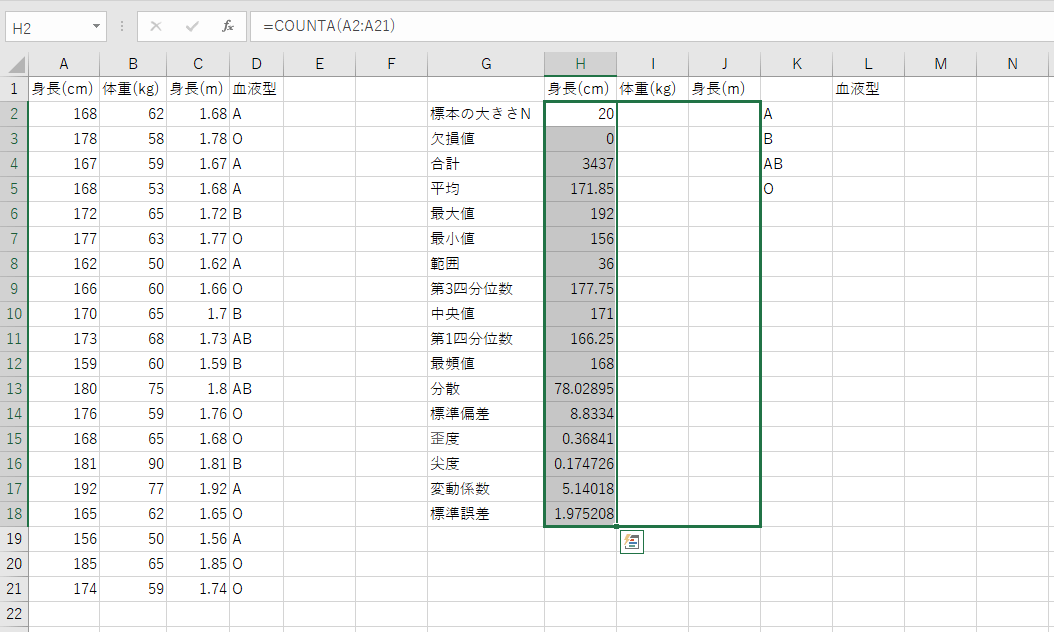 H2 fx =COUNTA(A2:A21)
A B C D E F G H I J K L M N
1 身長(cm) 体重(kg) 身長(m) 血液型 身長(cm) 体重(kg) 身長(m) 血液型
2 168 62 1.68 A 標本の大きさN 20 A
3 178 58 1.78 O 欠損値 0 B
4 167 59 1.67 A 合計 3437 AB
5 168 53 1.68 A 平均 171.85 O
6 172 65 1.72 B 最大値 192
7 177 63 1.77 O 最小値 156
8 162 50 1.62 A 範囲 36
9 166 60 1.66 O 第3四分位数 177.75
10 170 65 1.7 B 中央値 171
11 173 68 1.73 AB 第1四分位数 166.25
12 159 60 1.59 B 最頻値 168
13 180 75 1.8 AB 分散 78.02895
14 176 59 1.76 O 標準偏差 8.8334
15 168 65 1.68 O 歪度 0.36841
16 181 90 1.81 B 尖度 0.174726
17 192 77 1.92 A 変動係数 5.14018
18 165 62 1.65 O 標準誤差 1.975208
19 156 50 1.56 A
20 185 65 1.85 O
21 174 59 1.74 O
22